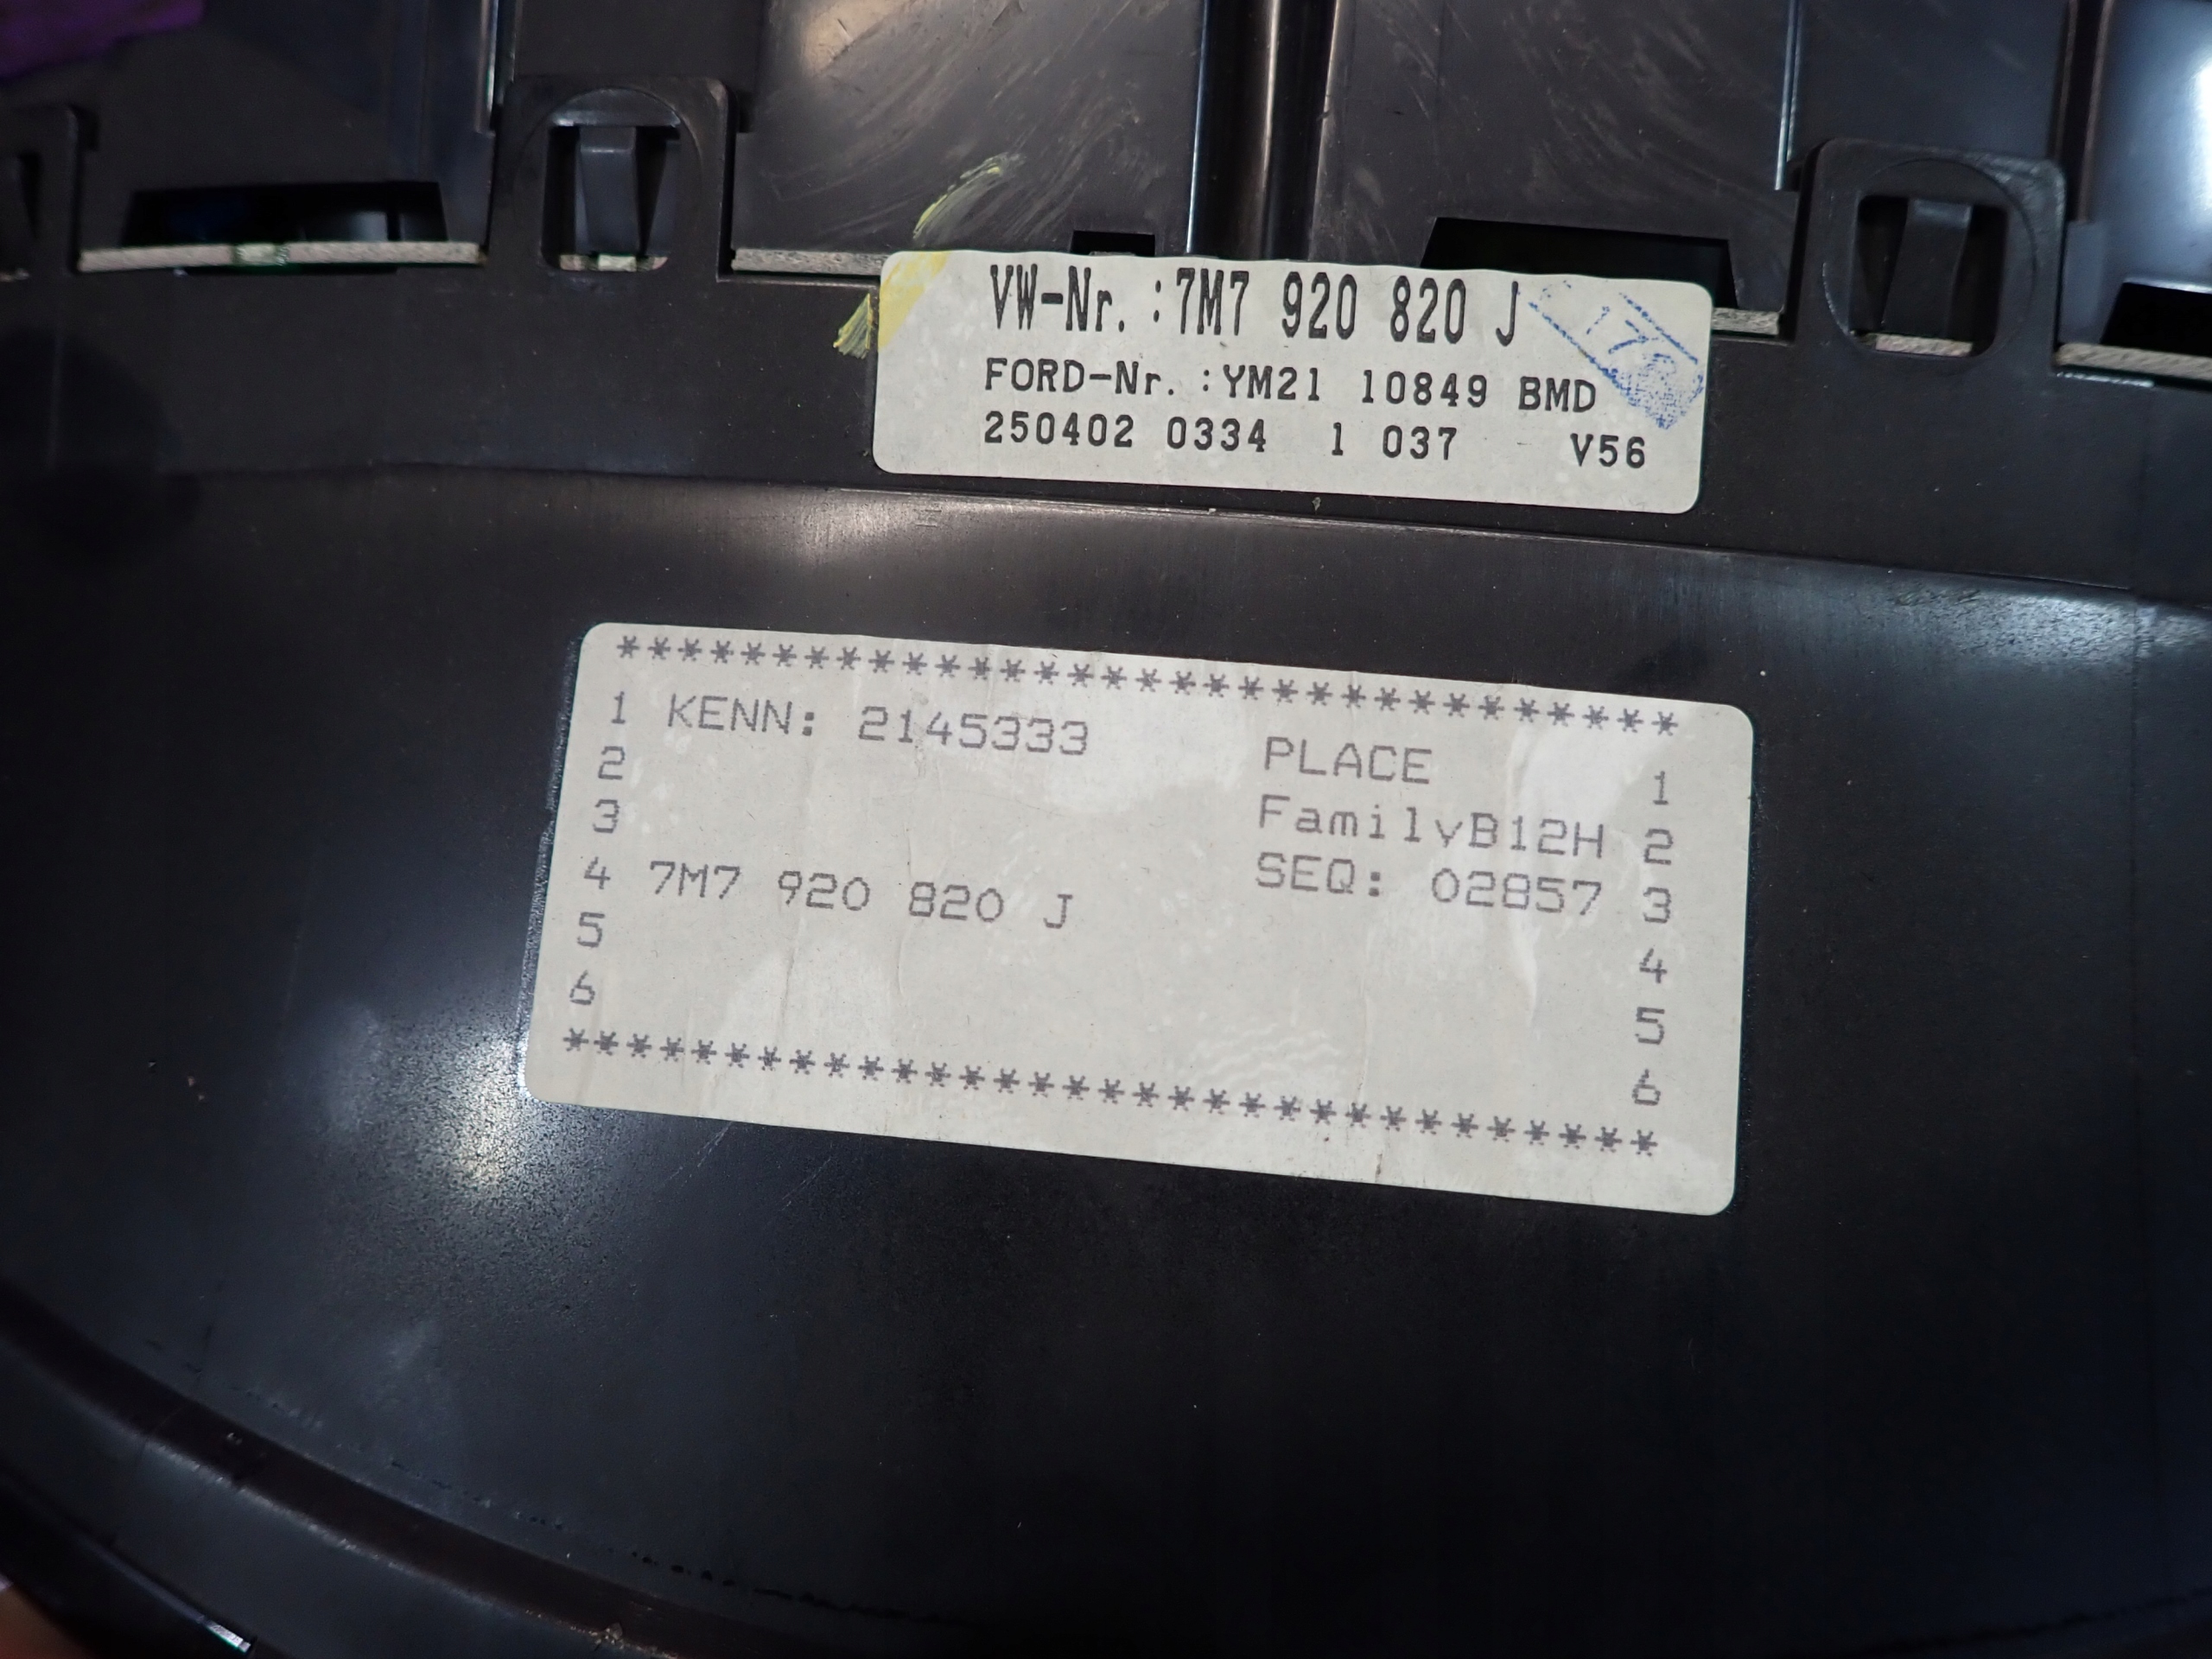 VW-Nr. :7M7 920 820 J
FORD-Nr. :YM21 10849 BMD
250402 0334 1 037 V56
*******************************
1 KENN: 2145333 PLACE 1
2 FamilyB12H 2
3 SEQ: 02857 3
4 7M7 920 820 J 4
5 5
6 6
*******************************